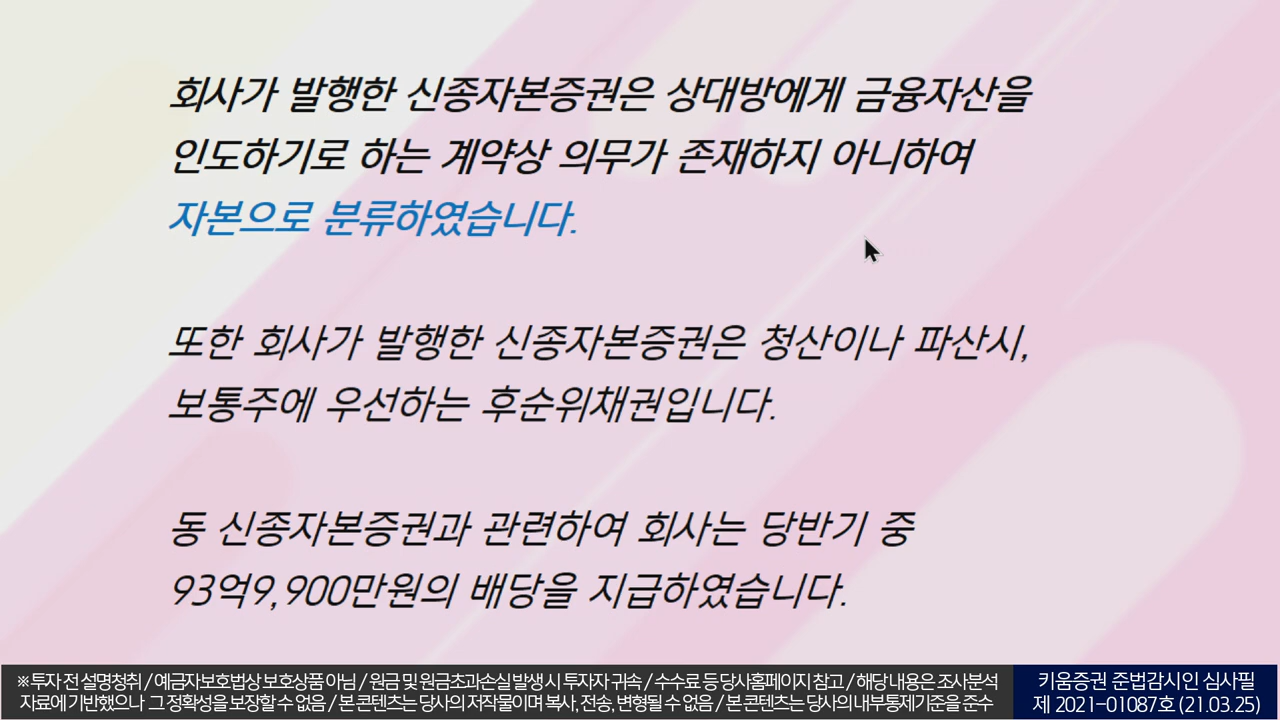 회사가 발행한 신종자본증권은 상대방에게 금융자산을
인도하기로 하는 계약상 의무가 존재하지 아니하여
자본으로 분류하였습니다.
또한 회사가 발행한 신종자본증권은 청산이나 파산시,
보통주에 우선하는 후순위채권입니다.
동 신종자본증권과 관련하여 회사는 당반기 중
93억9,900만원의 배당을 지급하였습니다.
※투자 전 설명청취 / 예금자보호법상 보호상품 아님 / 원금 및 원금초과손실 발생 시 투자자 귀속 / 수수료 등 당사홈페이지 참고 / 해당 내용은 조사분석
자료에 기반했으나 그 정확성을 보장할 수 없음 / 본 콘텐츠는 당사의 저작물이며 복사, 전송, 변형될 수 없음 / 본 콘텐츠는 당사의 내부통제기준을 준수
키움증권 준법감시인 심사필
제 2021-01087호 (21.03.25)